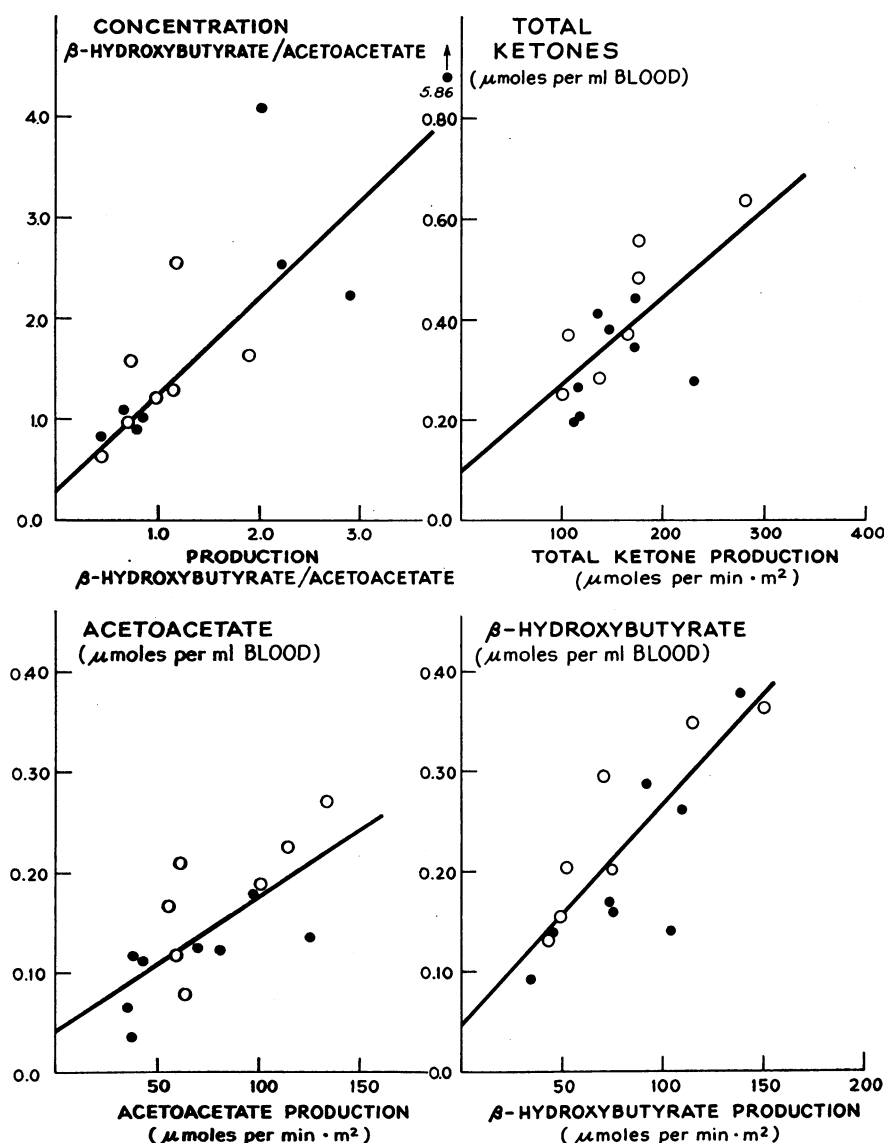 CONCENTRATION
β-HYDROXYBUTYRATE/ACETOACETATE
5.86
4.0
3.0
2.0
1.0
0.0
1.0
2.0
3.0
PRODUCTION
β-HYDROXYBUTYRATE/ACETOACETATE
TOTAL
KETONES
(μmoles per ml BLOOD)
0.80
0.60
0.40
0.20
0.0
100
200
300
400
TOTAL KETONE PRODUCTION
(μmoles per min · m²)
ACETOACETATE
(μmoles per ml BLOOD)
0.40
0.30
0.20
0.10
0.0
50
100
150
ACETOACETATE PRODUCTION
(μmoles per min · m²)
β-HYDROXYBUTYRATE
(μmoles per ml BLOOD)
0.40
0.30
0.20
0.10
0.0
50
100
150
200
β-HYDROXYBUTYRATE PRODUCTION
(μmoles per min · m²)